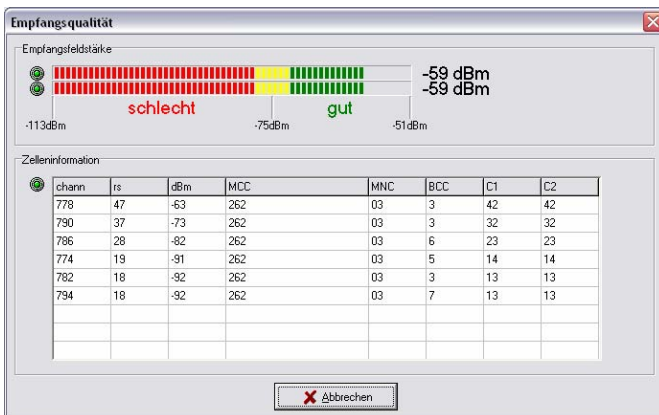 Empfangsqualität
Empfangsfeldstärke
-59 dBm
-59 dBm
schlecht gut
-113dBm -75dBm -51dBm
Zelleninformation
chann rs dBm MCC MNC BCC C1 C2
778 47 -63 262 03 3 42 42
790 37 -73 262 03 3 32 32
786 28 -82 262 03 6 23 23
774 19 -91 262 03 5 14 14
782 18 -92 262 03 3 13 13
794 18 -92 262 03 7 13 13
Abbrechen